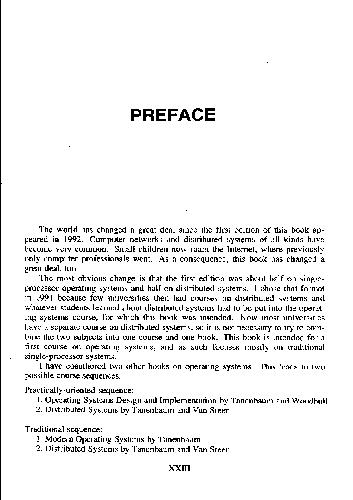 PREFACE
The world has changed a great deal since the first edition of this book ap-
peared in 1992. Computer networks and distributed systems of all kinds have
become very common. Small children now roam the Internet, where previously
only computer professionals went. As a consequence, this book has changed a
great deal, too.
The most obvious change is that the first edition was about half on single-
processor operating systems and half on distributed systems. I chose that format
in 1991 because few universities then had courses on distributed systems and
whatever students learned about distributed systems had to be put into the operat-
ing systems course, for which this book was intended. Now most universities
have a separate course on distributed systems, so it is not necessary to try to com-
bine the two subjects into one course and one book. This book is intended for a
first course on operating systems, and as such focuses mostly on traditional
single-processor systems.
I have coauthored two other books on operating systems. This leads to two
possible course sequences.
Practically-oriented sequence:
1. Operating Systems Design and Implementation by Tanenbaum and Woodhull
2. Distributed Systems by Tanenbaum and Van Steen
Traditional sequence:
1. Modern Operating Systems by Tanenbaum
2. Distributed Systems by Tanenbaum and Van Steen
XXIII